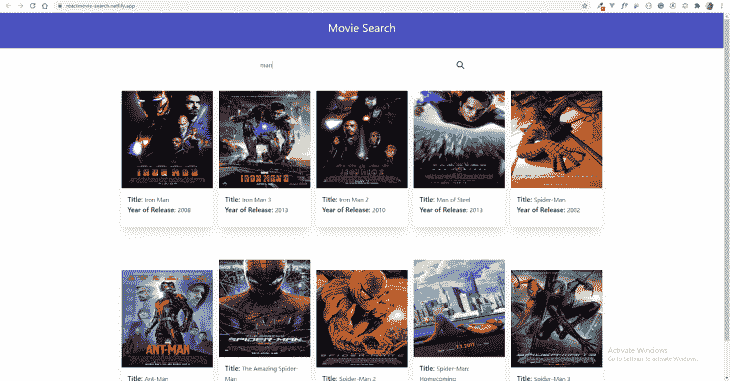 reactmovie-search.netlify.app
Movie Search
man
IRON MAN
IRON MAN 3
IRON MAN 2
Title: Iron Man
Year of Release: 2008
Title: Iron Man 3
Year of Release: 2013
Title: Iron Man 2
Year of Release: 2010
Title: Man of Steel
Year of Release: 2013
Title: Spider-Man
Year of Release: 2002
ANT-MAN
SPIDER-MAN
Title: Ant-Man
Title: The Amazing Spider-
Man
Title: Spider-Man 2
Title: Spider-Man:
Homecoming
Title: Spider-Man 3
Activate Windows
Go to Settings to activate Windows.